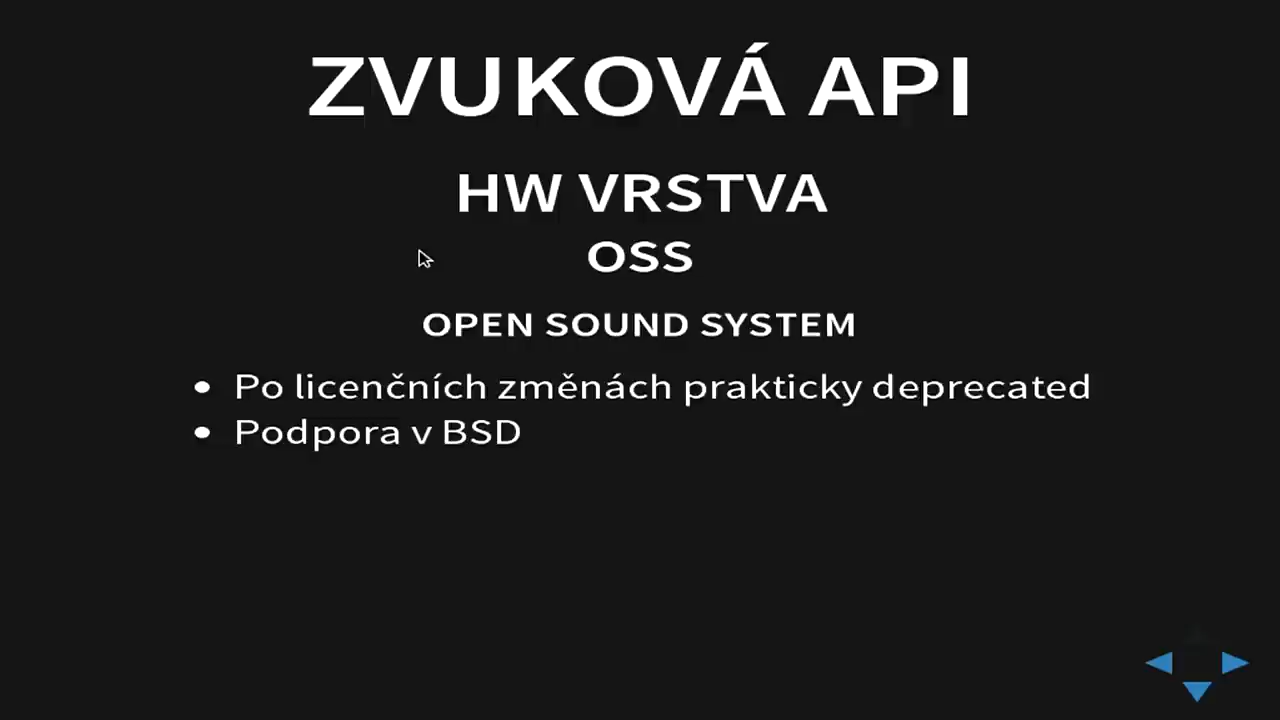 ZVUKOVÁ API
HW VRSTVA
OSS
OPEN SOUND SYSTEM
• Po licenčních změnách prakticky deprecated
• Podpora v BSD